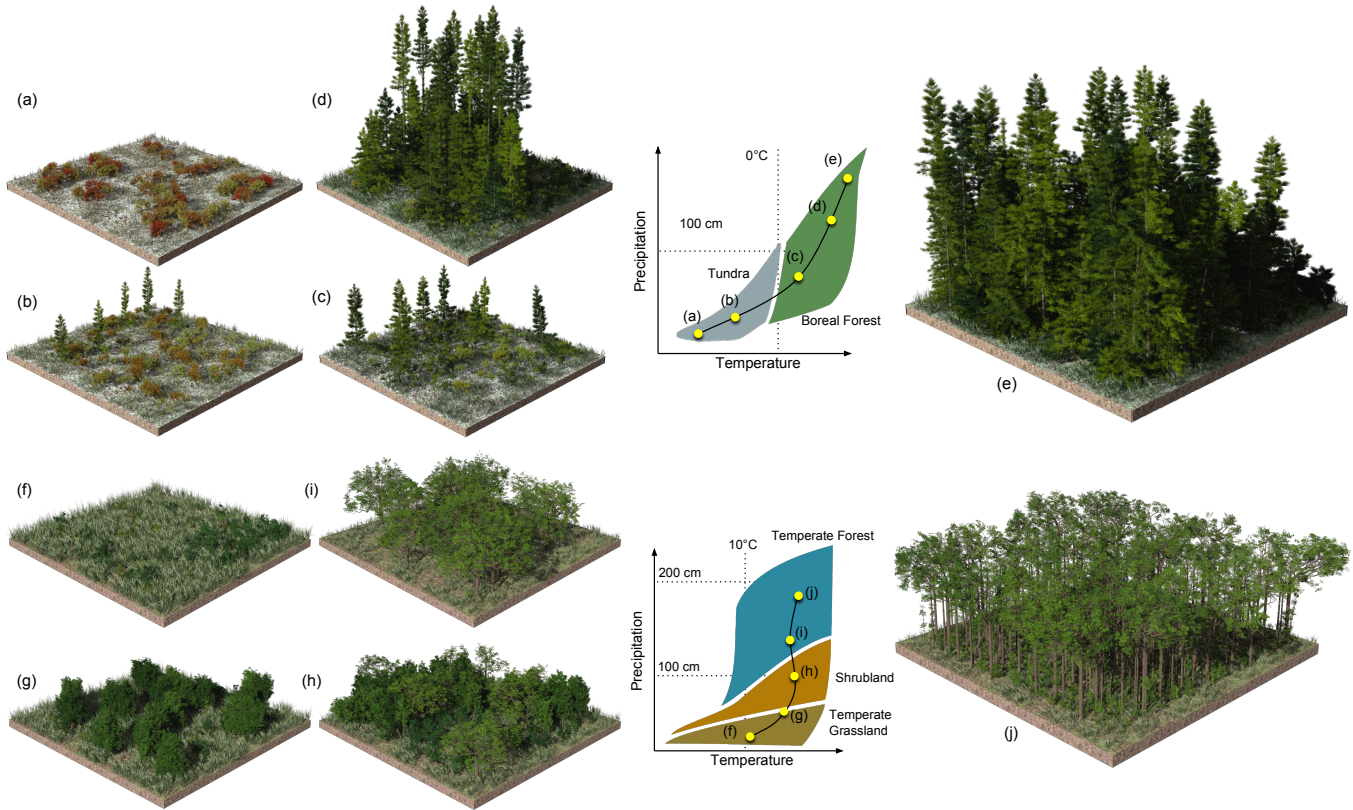 (a)
(d)
(b)
(c)
0°C
(e)
(d)
100 cm
(c)
Tundra
(b)
(a)
Boreal Forest
Precipitation
Temperature
(e)
(f)
(i)
(g)
(h)
Temperate Forest
10°C
200 cm
(j)
(i)
100 cm
(h)
Shrubland
(g)
Temperate
Grassland
(f)
Precipitation
Temperature
(j)